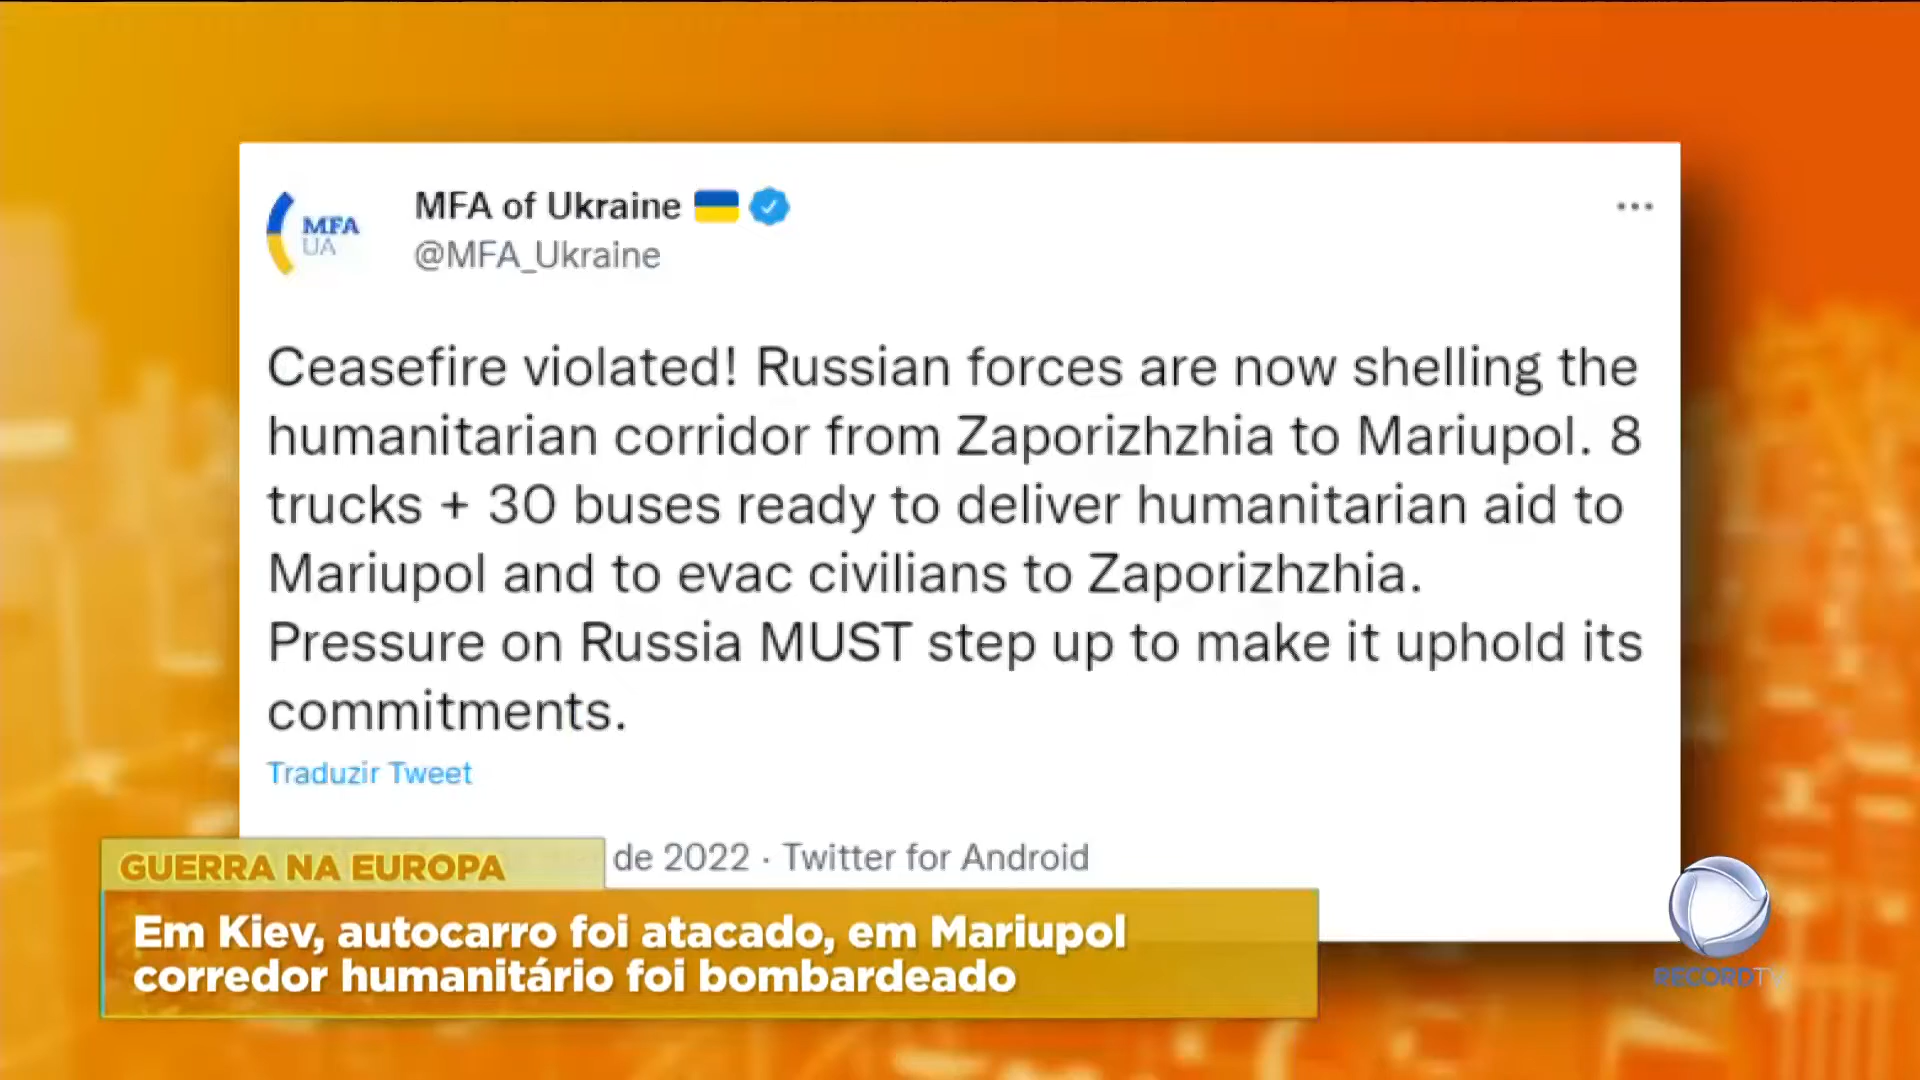 MFA of Ukraine
MFA
UA
@MFA_Ukraine
Ceasefire violated! Russian forces are now shelling the
humanitarian corridor from Zaporizhzhia to Mariupol. 8
trucks + 30 buses ready to deliver humanitarian aid to
Mariupol and to evac civilians to Zaporizhzhia.
Pressure on Russia MUST step up to make it uphold its
commitments.
Traduzir Tweet
de 2022 · Twitter for Android
GUERRA NA EUROPA
Em Kiev, autocarro foi atacado, em Mariupol
corredor humanitário foi bombardeado
RECORD TV